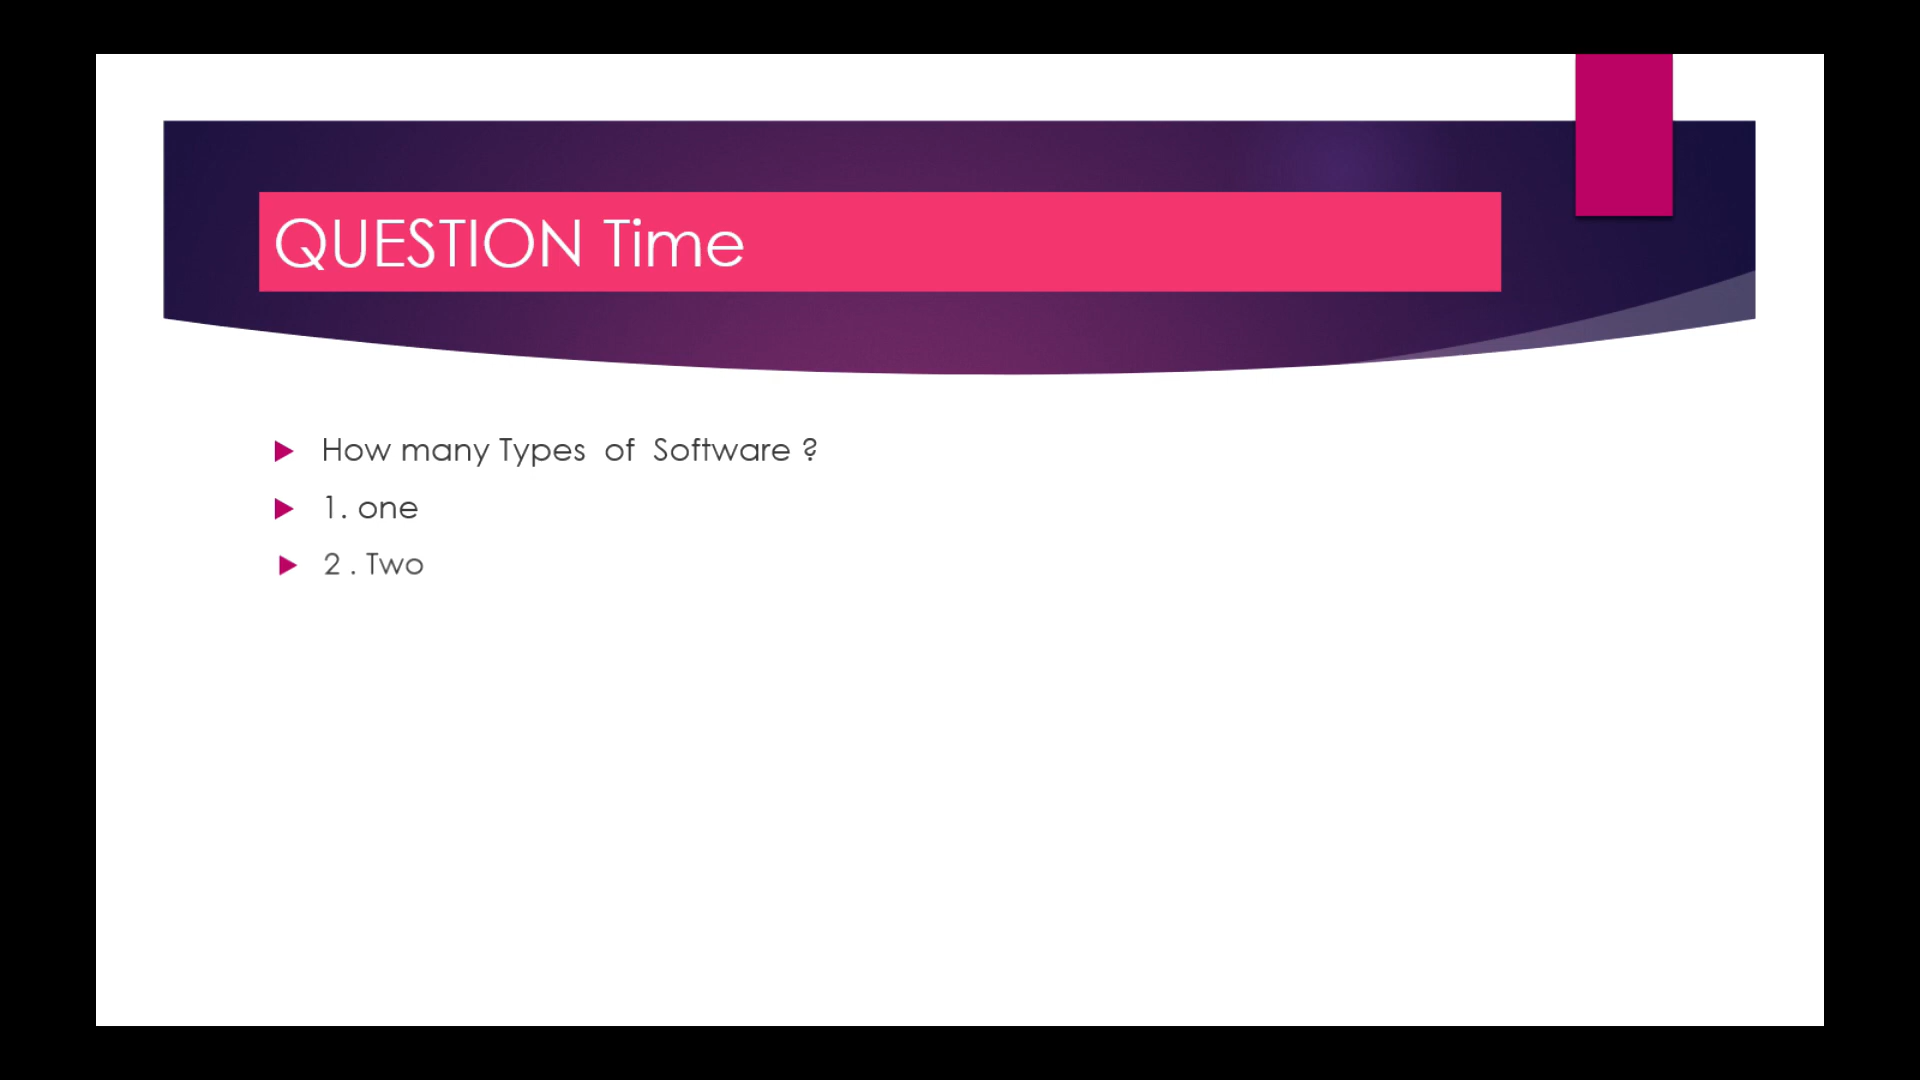 QUESTION Time
How many Types of Software ?
1. one
2 . Two